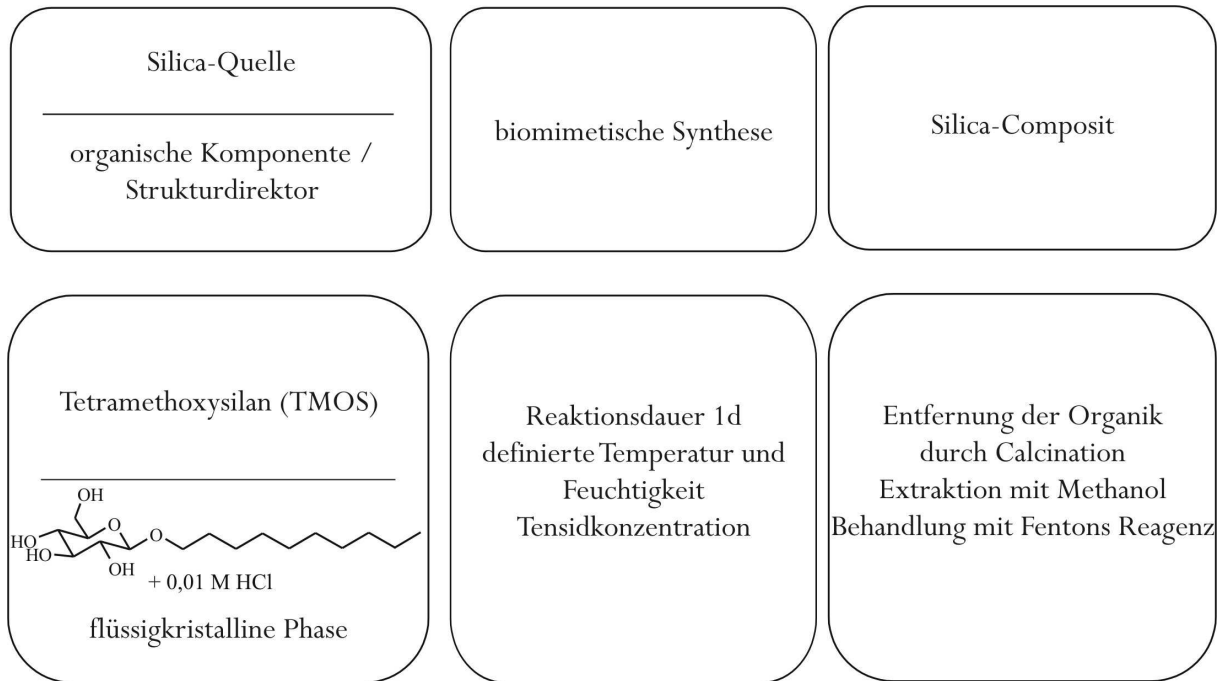 Silica-Quelle
organische Komponente /
Strukturdirektor
biomimetische Synthese
Silica-Composit
Tetramethoxysilan (TMOS)
OH
O
HO
HO
O
OH
+ 0,01 M HCl
flüssigkristalline Phase
Reaktionsdauer 1d
definierte Temperatur und
Feuchtigkeit
Tensidkonzentration
Entfernung der Organik
durch Calcination
Extraktion mit Methanol
Behandlung mit Fentons Reagenz